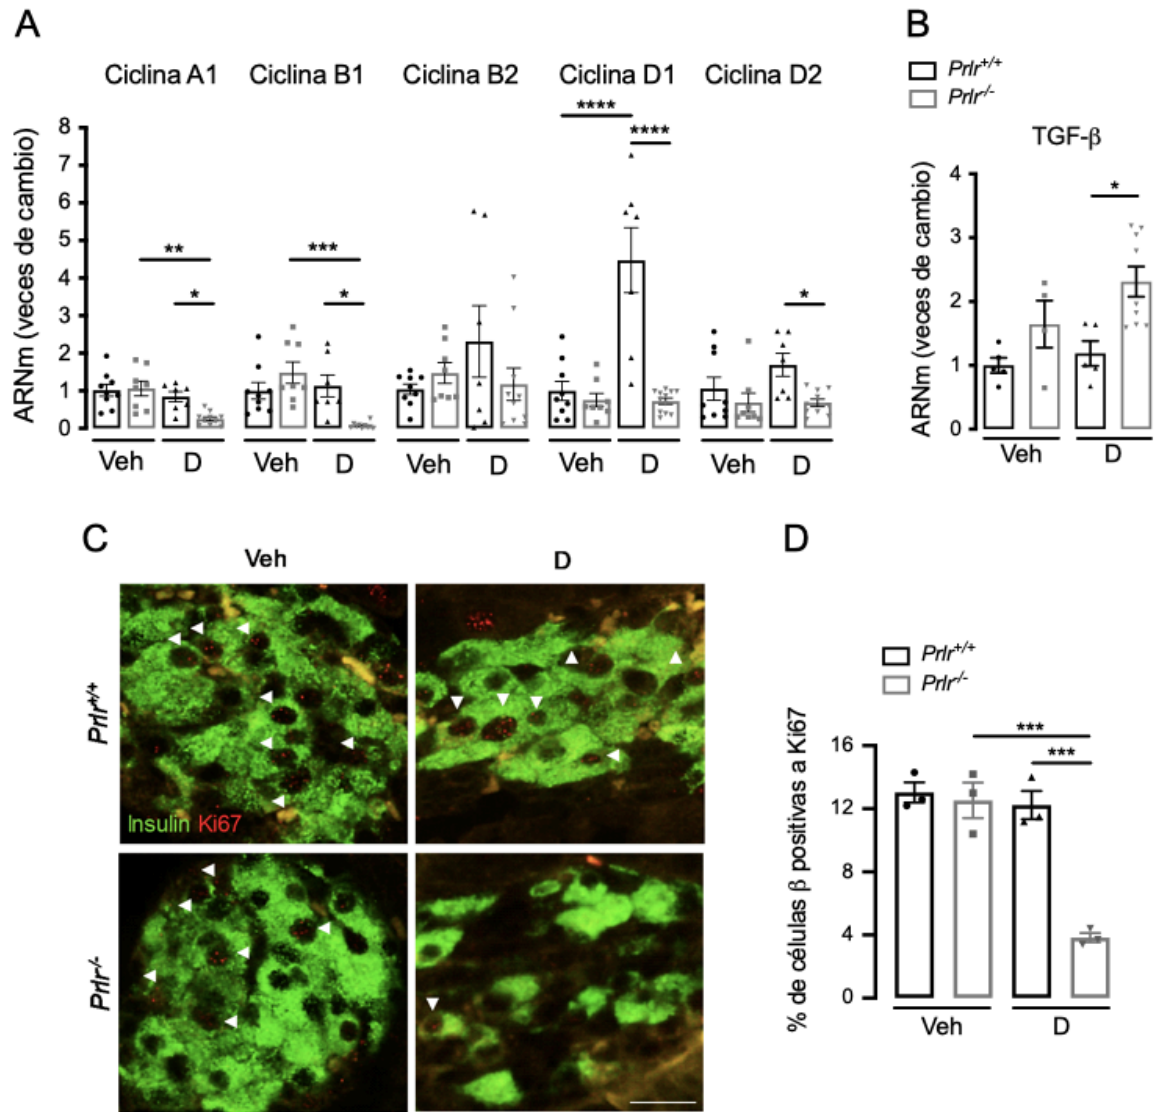 A
Ciclina A1 Ciclina B1 Ciclina B2 Ciclina D1 Ciclina D2
ARNm (veces de cambio)
8
7
6
5
4
3
2
1
0
**
*
***
*
****
****
*
Veh D Veh D Veh D Veh D Veh D
B
Prlr+/+
Prlr-/-
TGF-β
ARNm (veces de cambio)
4
3
2
1
0
*
Veh D
C
Veh D
Prlr+/+
Insulin Ki67
Prlr-/-
D
Prlr+/+
Prlr-/-
% de células β positivas a Ki67
16
12
8
4
0
***
***
Veh D